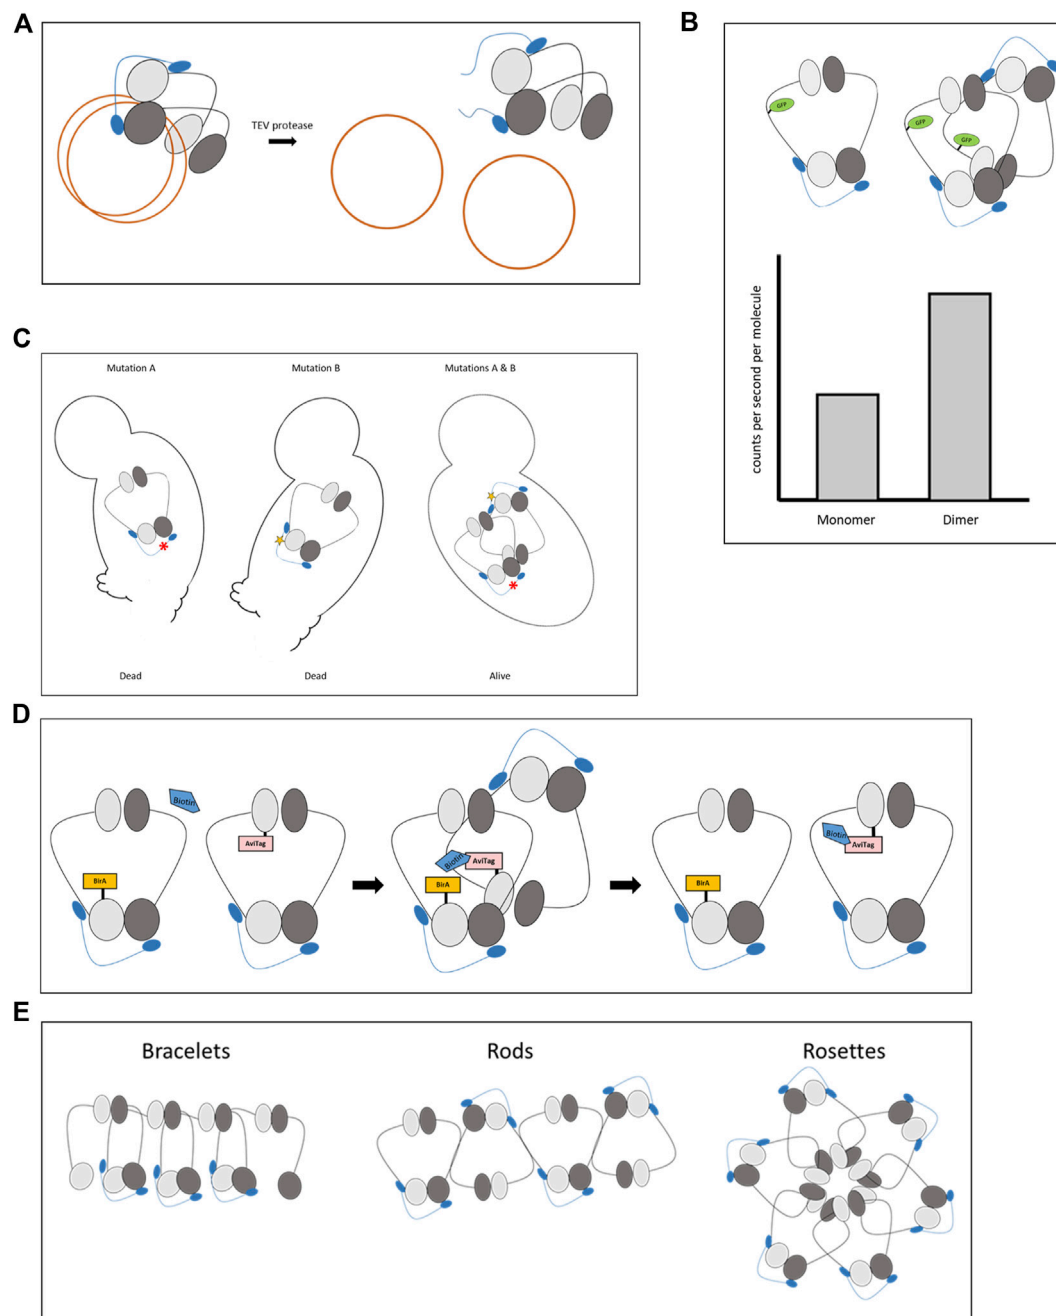 A
TEV protease
B
GFP
GFP
GFP
counts per second per molecule
Monomer
Dimer
C
Mutation A
Mutation B
Mutations A & B
*
*
Dead
Dead
Alive
D
Biotin
AviTag
BirA
Biotin
AviTag
BirA
Biotin
AviTag
BirA
E
Bracelets
Rods
Rosettes